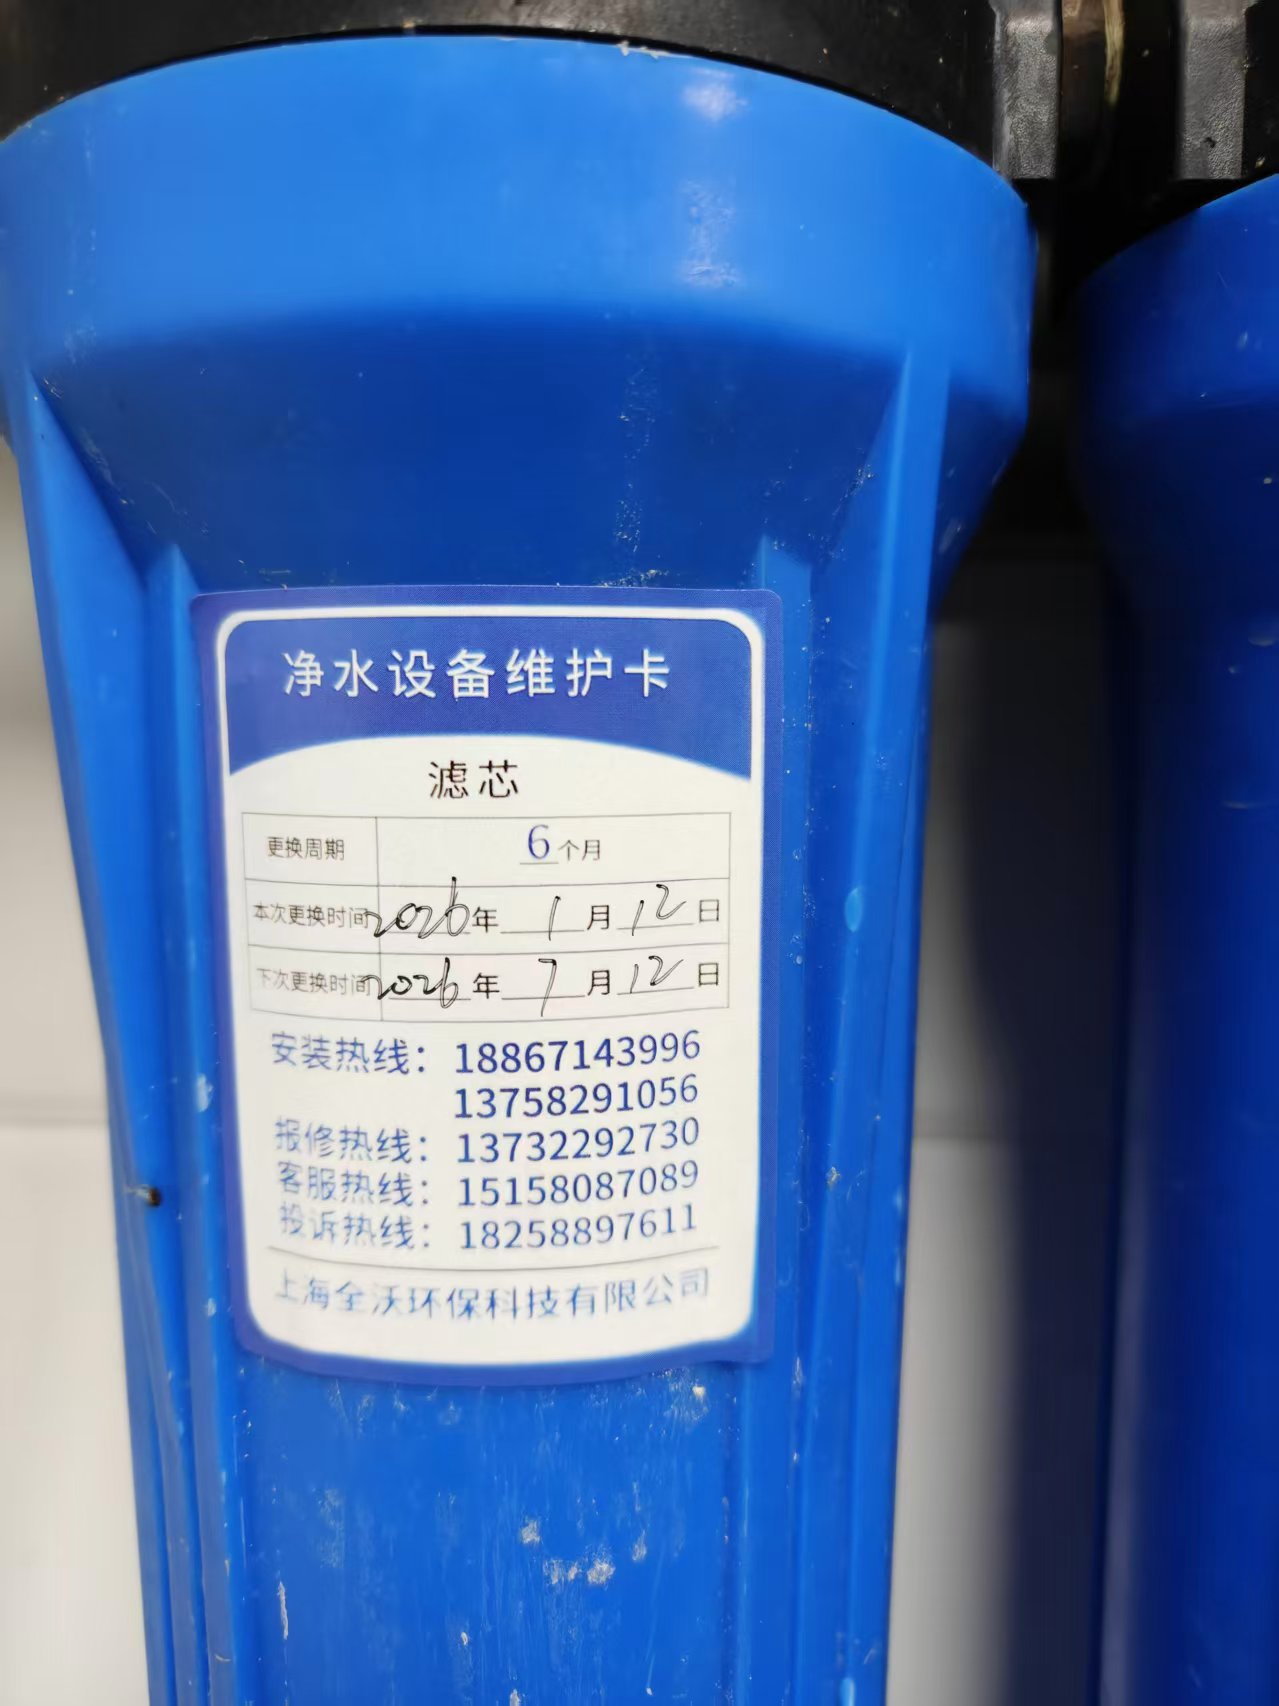 净水设备维护卡
滤芯
更换周期 6个月
本次更换时间 2026年1月12日
下次更换时间 2026年7月12日
安装热线：18867143996
13758291056
报修热线：13732292730
客服热线：15158087089
投诉热线：18258897611
上海全沃环保科技有限公司